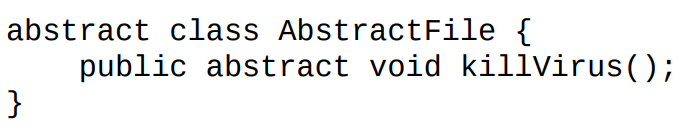 abstract class AbstractFile {
    public abstract void killVirus();
}